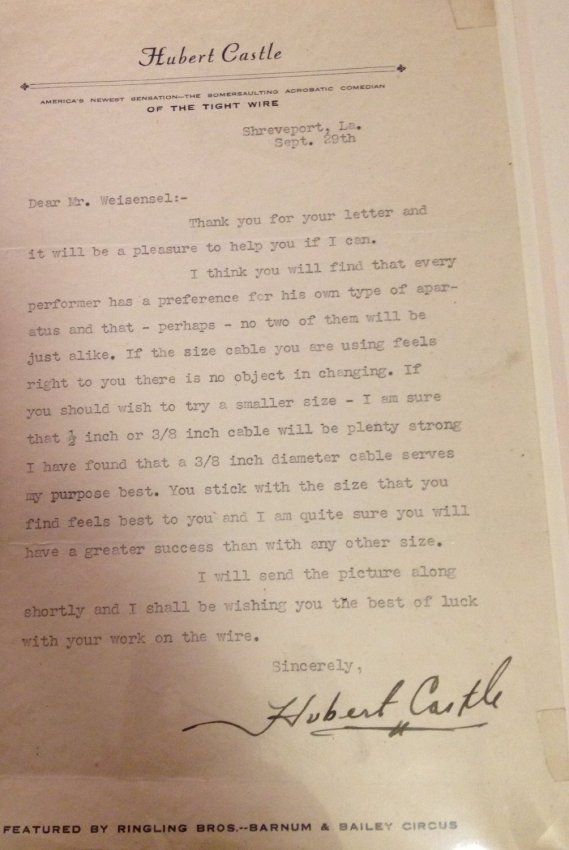 Hubert Castle
AMERICA'S NEWEST SENSATION—THE SOMERSAULTING ACROBATIC COMEDIAN
OF THE TIGHT WIRE
Shreveport, La.
Sept. 29th
Dear Mr. Weisensel:-
Thank you for your letter and
it will be a pleasure to help you if I can.
I think you will find that every
performer has a preference for his own type of apar-
atus and that - perhaps - no two of them will be
just alike. If the size cable you are using feels
right to you there is no object in changing. If
you should wish to try a smaller size - I am sure
that ½ inch or 3/8 inch cable will be plenty strong
I have found that a 3/8 inch diameter cable serves
my purpose best. You stick with the size that you
find feels best to you and I am quite sure you will
have a greater success than with any other size.
I will send the picture along
shortly and I shall be wishing you the best of luck
with your work on the wire.
Sincerely,
Hubert Castle
FEATURED BY RINGLING BROS.--BARNUM & BAILEY CIRCUS